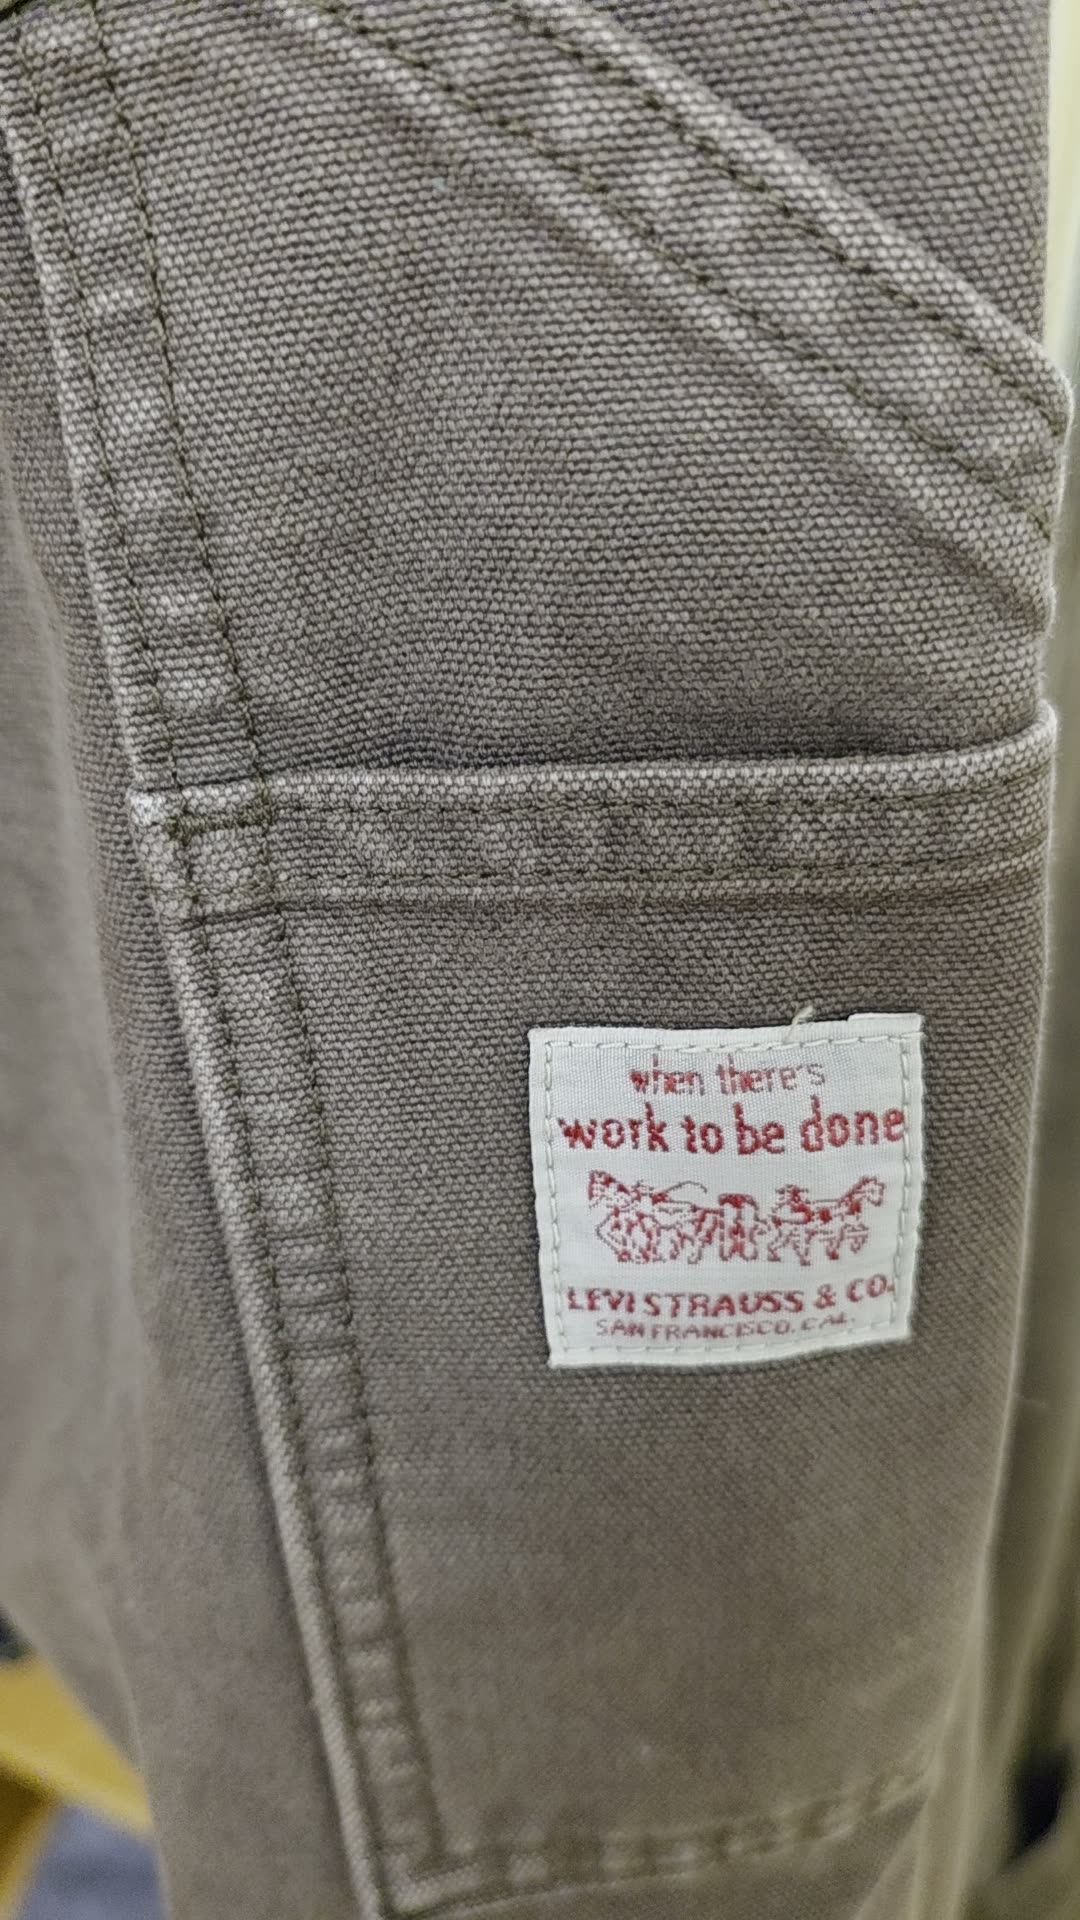 when there's
work to be done
LEVI STRAUSS & CO.
SAN FRANCISCO. CAL.